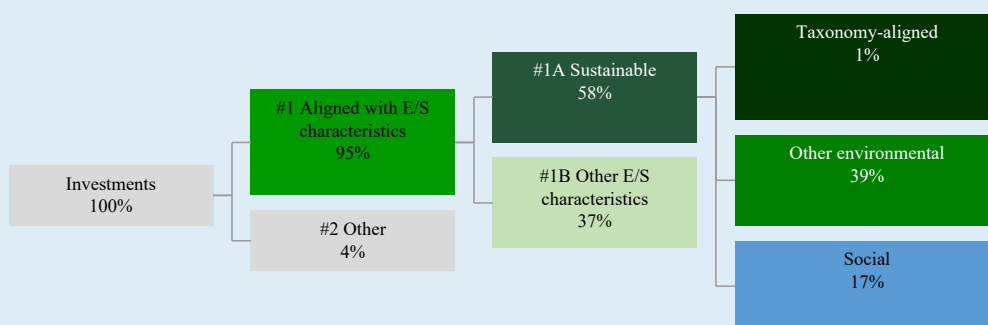 Investments
100%
#1 Aligned with E/S
characteristics
95%
#2 Other
4%
#1A Sustainable
58%
#1B Other E/S
characteristics
37%
Taxonomy-aligned
1%
Other environmental
39%
Social
17%